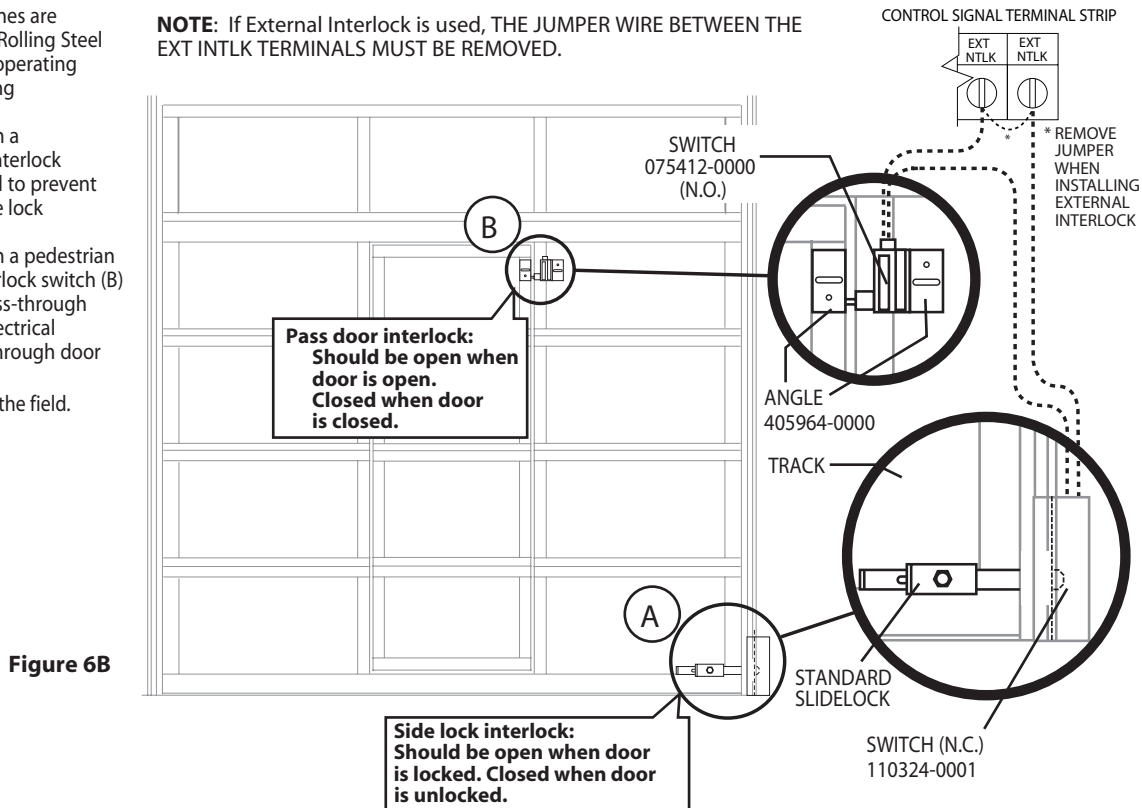 nes are
Rolling Steel
operating
ng
n a
nterlock
d to prevent
e lock
n a pedestrian
rlock switch (B)
ss-through
ectrical
hrough door
the field.
NOTE: If External Interlock is used, THE JUMPER WIRE BETWEEN THE
EXT INTLK TERMINALS MUST BE REMOVED.
CONTROL SIGNAL TERMINAL STRIP
EXT
NTLK
EXT
NTLK
*
* REMOVE
JUMPER
WHEN
INSTALLING
EXTERNAL
INTERLOCK
SWITCH
075412-0000
(N.O.)
B
Pass door interlock:
Should be open when
door is open.
Closed when door
is closed.
ANGLE
405964-0000
TRACK
A
STANDARD
SLIDELOCK
SWITCH (N.C.)
110324-0001
Side lock interlock:
Should be open when door
is locked. Closed when door
is unlocked.
Figure 6B